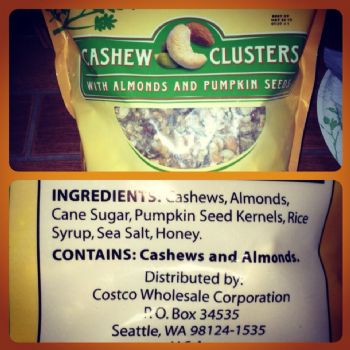 CASHEW CLUSTERS
WITH ALMONDS AND PUMPKIN SEEDS
INGREDIENTS: Cashews, Almonds,
Cane Sugar, Pumpkin Seed Kernels, Rice
Syrup, Sea Salt, Honey.
CONTAINS: Cashews and Almonds.
Distributed by:
Costco Wholesale Corporation
P.O. Box 34535
Seattle, WA 98124-1535